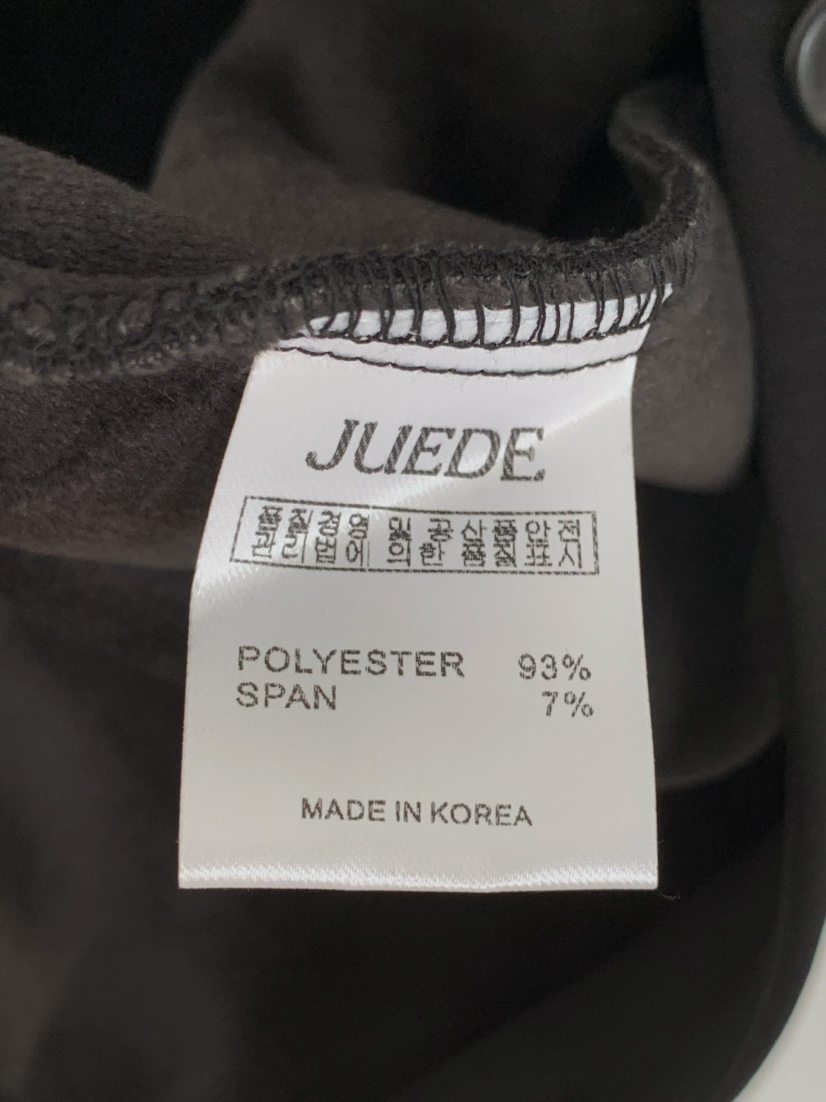 JUEDE
품질경영 및 공산품안전
관리법에 의한 품질표시
POLYESTER 93%
SPAN 7%
MADE IN KOREA